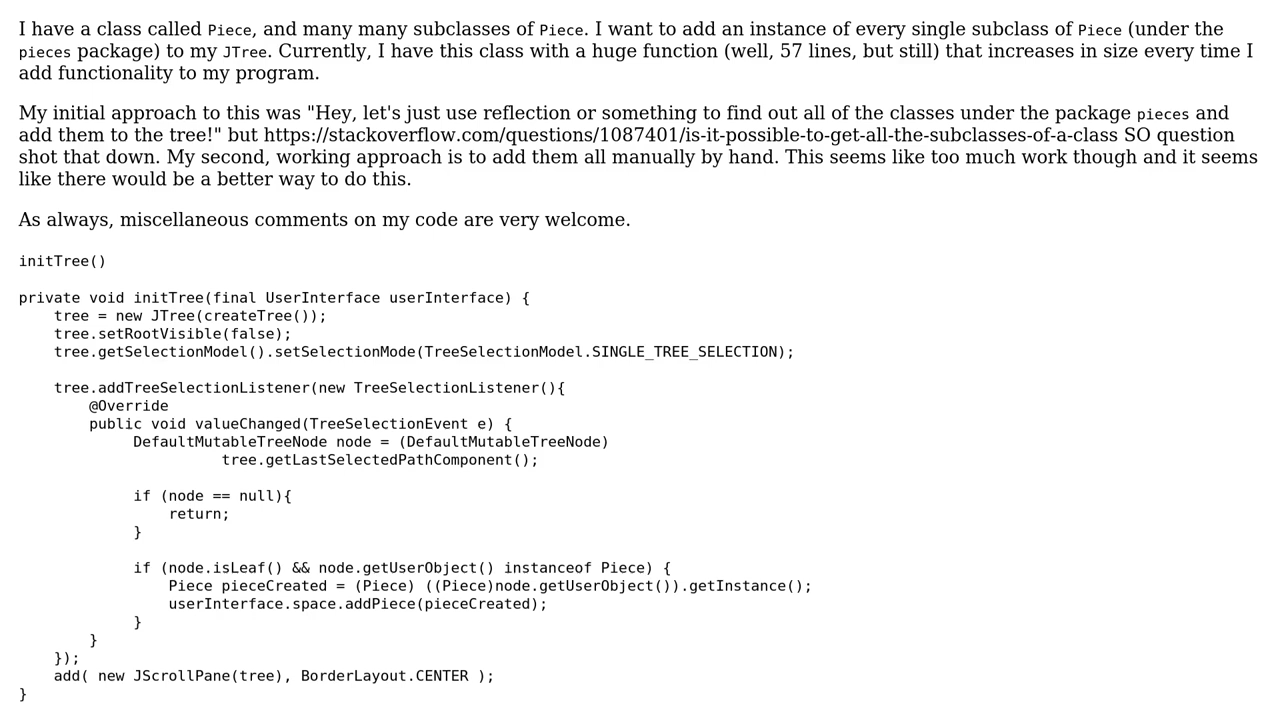 I have a class called Piece, and many many subclasses of Piece. I want to add an instance of every single subclass of Piece (under the
pieces package) to my JTree. Currently, I have this class with a huge function (well, 57 lines, but still) that increases in size every time I
add functionality to my program.
My initial approach to this was "Hey, let's just use reflection or something to find out all of the classes under the package pieces and
add them to the tree!" but https://stackoverflow.com/questions/1087401/is-it-possible-to-get-all-the-subclasses-of-a-class SO question
shot that down. My second, working approach is to add them all manually by hand. This seems like too much work though and it seems
like there would be a better way to do this.
As always, miscellaneous comments on my code are very welcome.
initTree()
private void initTree(final UserInterface userInterface) {
    tree = new JTree(createTree());
    tree.setRootVisible(false);
    tree.getSelectionModel().setSelectionMode(TreeSelectionModel.SINGLE_TREE_SELECTION);
    tree.addTreeSelectionListener(new TreeSelectionListener(){
        @Override
        public void valueChanged(TreeSelectionEvent e) {
             DefaultMutableTreeNode node = (DefaultMutableTreeNode)
                       tree.getLastSelectedPathComponent();
             if (node == null){
                 return;
             }
             if (node.isLeaf() && node.getUserObject() instanceof Piece) {
                 Piece pieceCreated = (Piece) ((Piece)node.getUserObject()).getInstance();
                 userInterface.space.addPiece(pieceCreated);
             }
        }
    });
    add( new JScrollPane(tree), BorderLayout.CENTER );
}